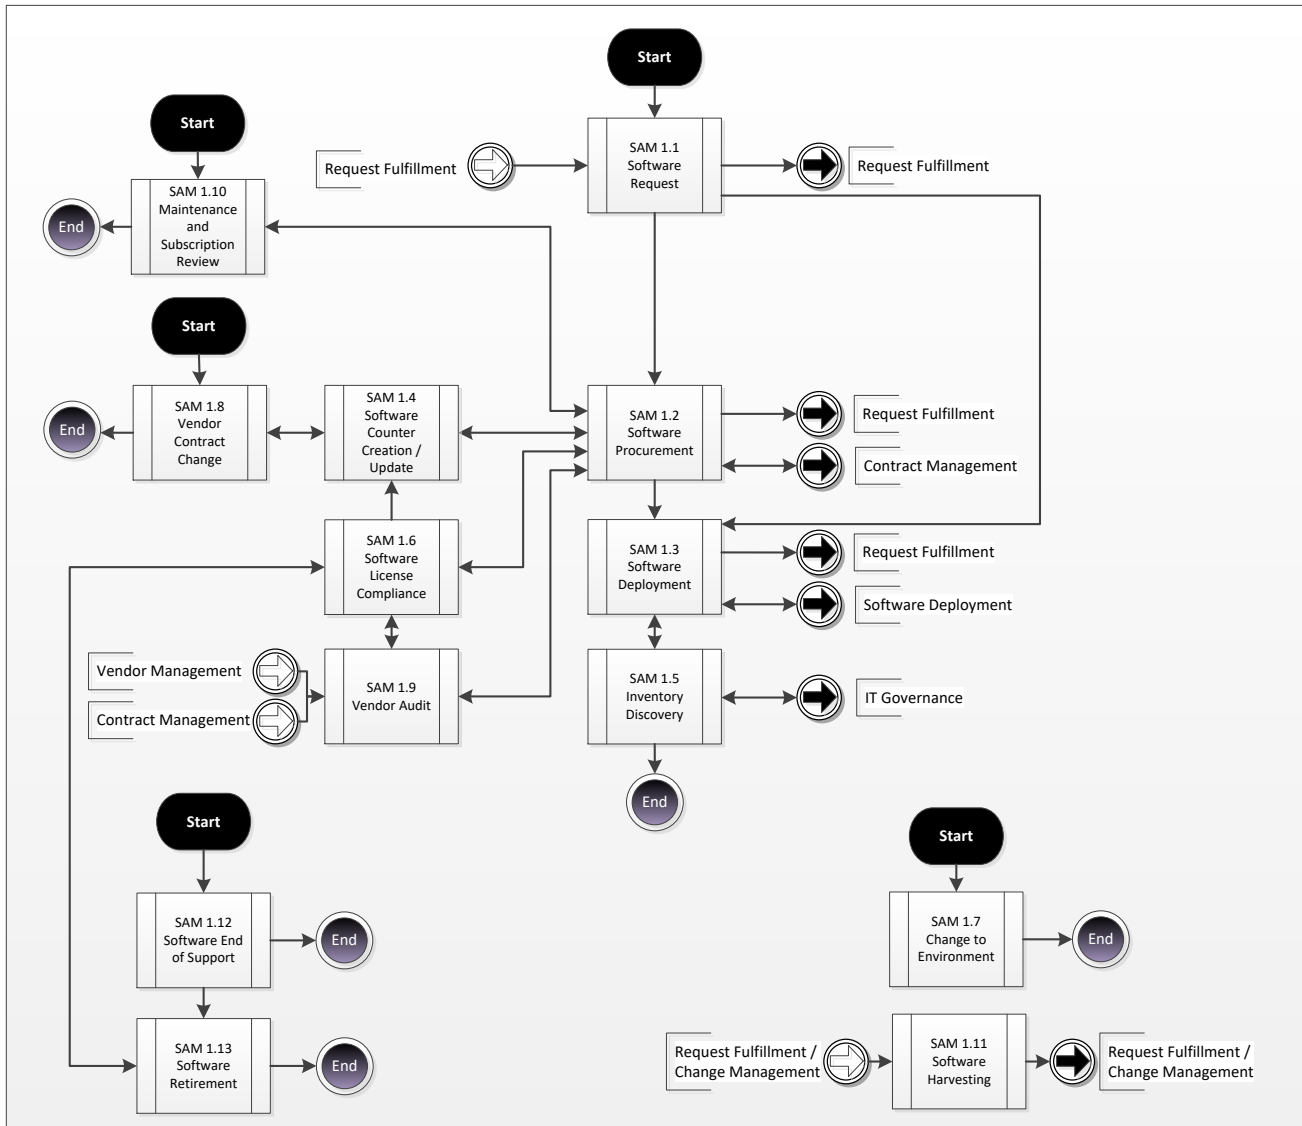 Start
Start
Request Fulfillment
SAM 1.1
Software
Request
Request Fulfillment
SAM 1.10
Maintenance
and
Subscription
Review
End
Start
SAM 1.8
Vendor
Contract
Change
End
SAM 1.4
Software
Counter
Creation /
Update
SAM 1.2
Software
Procurement
Request Fulfillment
Contract Management
SAM 1.6
Software
License
Compliance
SAM 1.3
Software
Deployment
Request Fulfillment
Software Deployment
Vendor Management
Contract Management
SAM 1.9
Vendor Audit
SAM 1.5
Inventory
Discovery
IT Governance
End
Start
Start
SAM 1.12
Software End
of Support
End
SAM 1.7
Change to
Environment
End
SAM 1.13
Software
Retirement
End
Request Fulfillment /
Change Management
SAM 1.11
Software
Harvesting
Request Fulfillment /
Change Management